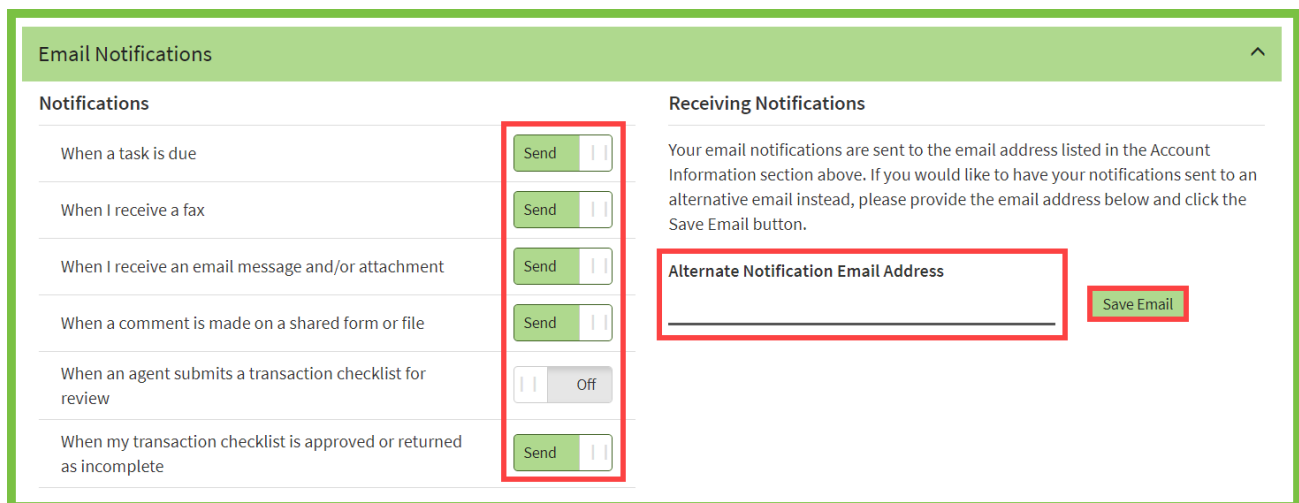 Email Notifications
Notifications
When a task is due
Send
When I receive a fax
Send
When I receive an email message and/or attachment
Send
When a comment is made on a shared form or file
Send
When an agent submits a transaction checklist for
review
Off
When my transaction checklist is approved or returned
as incomplete
Send
Receiving Notifications
Your email notifications are sent to the email address listed in the Account
Information section above. If you would like to have your notifications sent to an
alternative email instead, please provide the email address below and click the
Save Email button.
Alternate Notification Email Address
Save Email